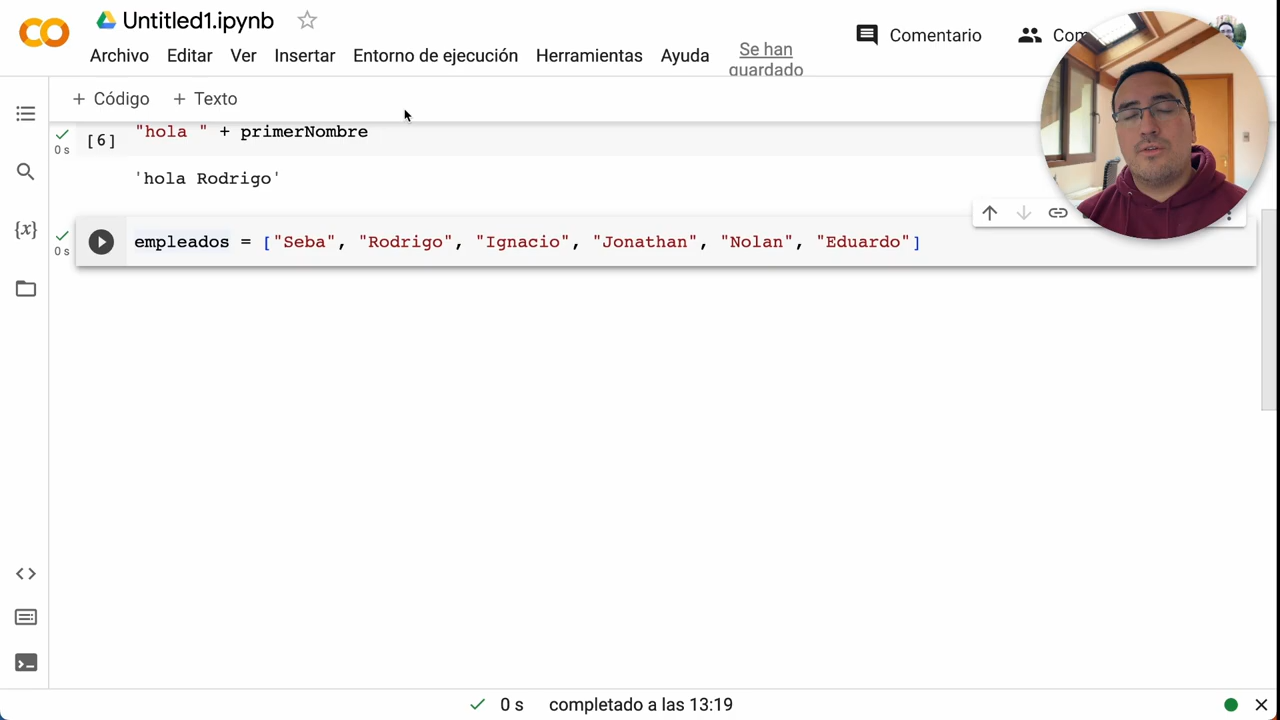 Untitled1.ipynb
Comentario
Archivo Editar Ver Insertar Entorno de ejecución Herramientas Ayuda
Se han
guardado
+ Código + Texto
[6] "hola " + primerNombre
0 s
'hola Rodrigo'
{x}
empleados = ["Seba", "Rodrigo", "Ignacio", "Jonathan", "Nolan", "Eduardo"]
0 s
0 s completado a las 13:19